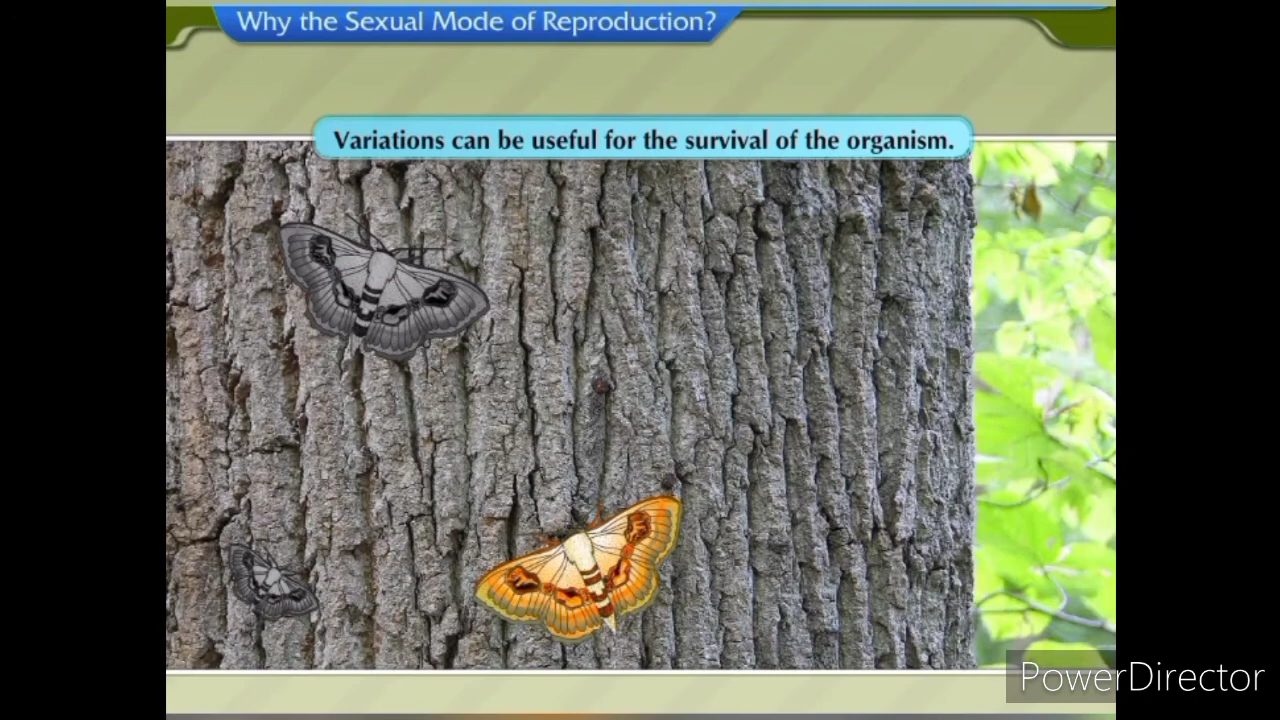 Why the Sexual Mode of Reproduction?
Variations can be useful for the survival of the organism.
PowerDirector